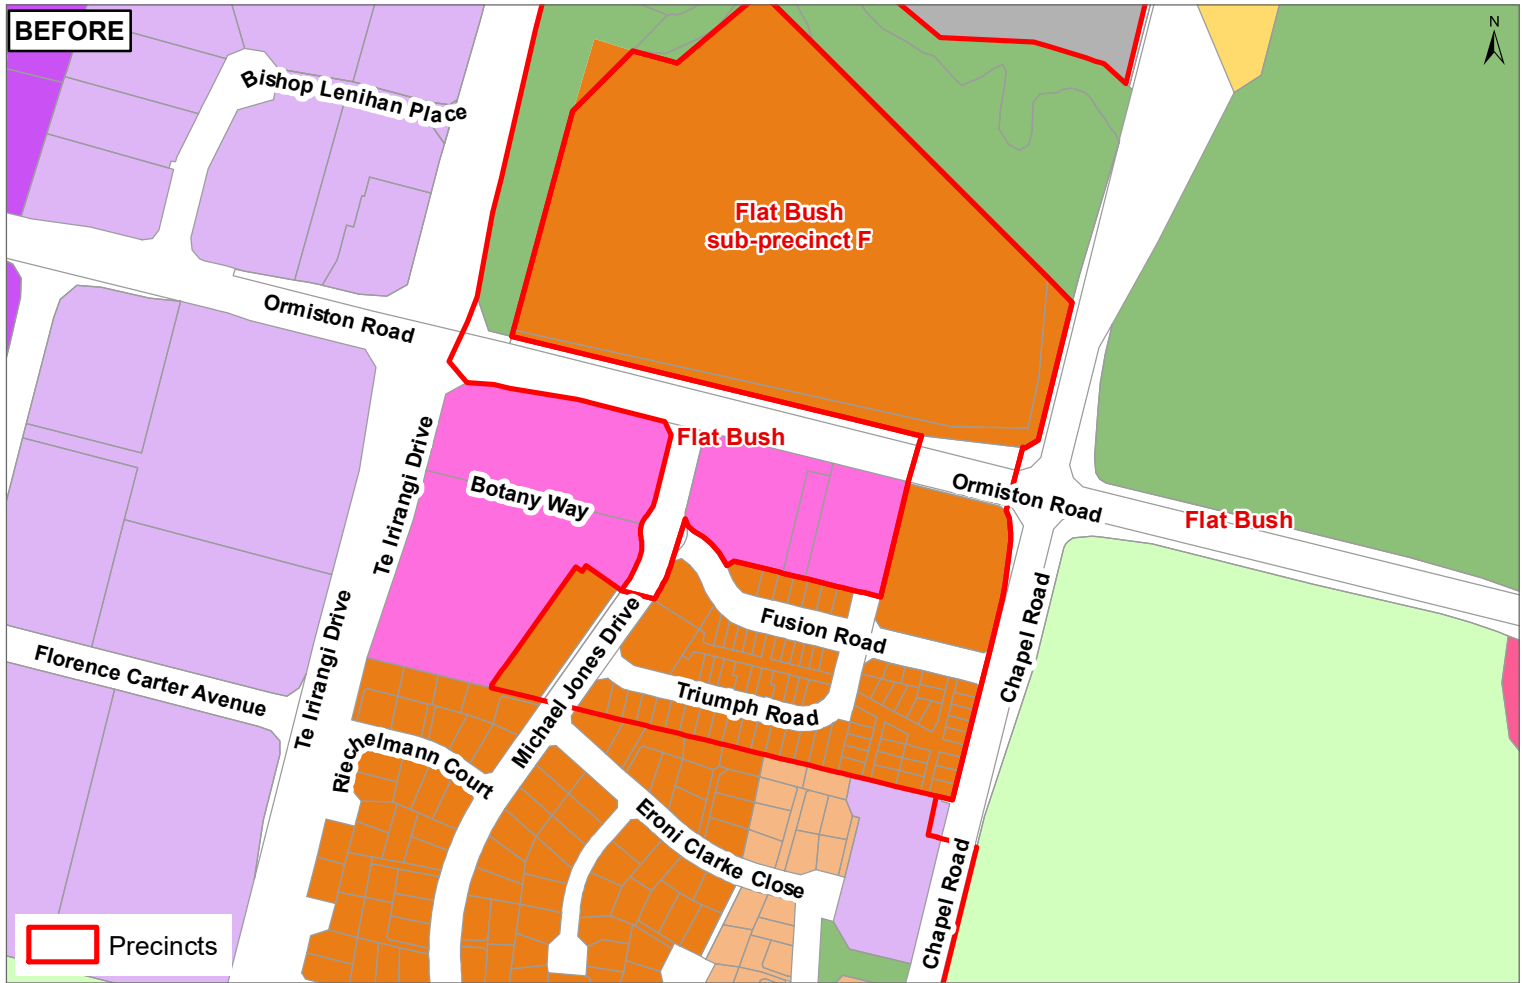 BEFORE
N
Bishop Lenihan Place
Flat Bush
sub-precinct F
Ormiston Road
Te Irirangi Drive
Flat Bush
Botany Way
Ormiston Road
Flat Bush
Fusion Road
Chapel Road
Te Irirangi Drive
Michael Jones Drive
Florence Carter Avenue
Triumph Road
Riechelmann Court
Eroni Clarke Close
Chapel Road
Precincts